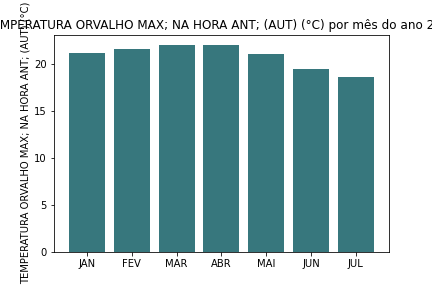 MPERATURA ORVALHO MAX; NA HORA ANT; (AUT) (°C) por mês do ano 2
TEMPERATURA ORVALHO MAX; NA HORA ANT; (AUT) (°C)
20
15
10
5
0
JAN FEV MAR ABR MAI JUN JUL